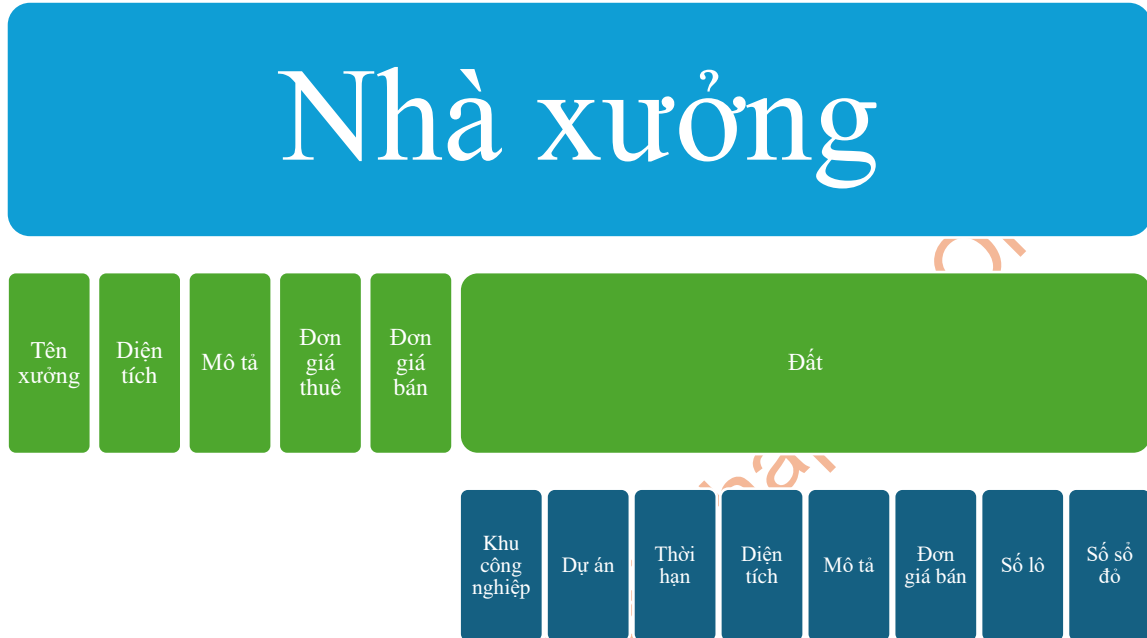 Nhà xưởng
Tên
xưởng
Diện
tích
Mô tả
Đơn
giá
thuê
Đơn
giá
bán
Đất
Khu
công
nghiệp
Dự án
Thời
hạn
Diện
tích
Mô tả
Đơn
giá bán
Số lô
Số sổ
đỏ